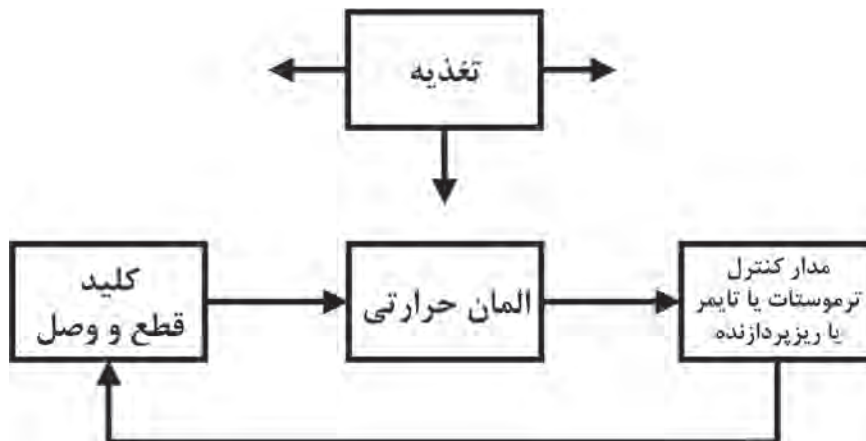 تغذیه
کلید
قطع و وصل
المان حرارتی
مدار کنترل
ترموستات یا تایمر
یا ریزپردازنده